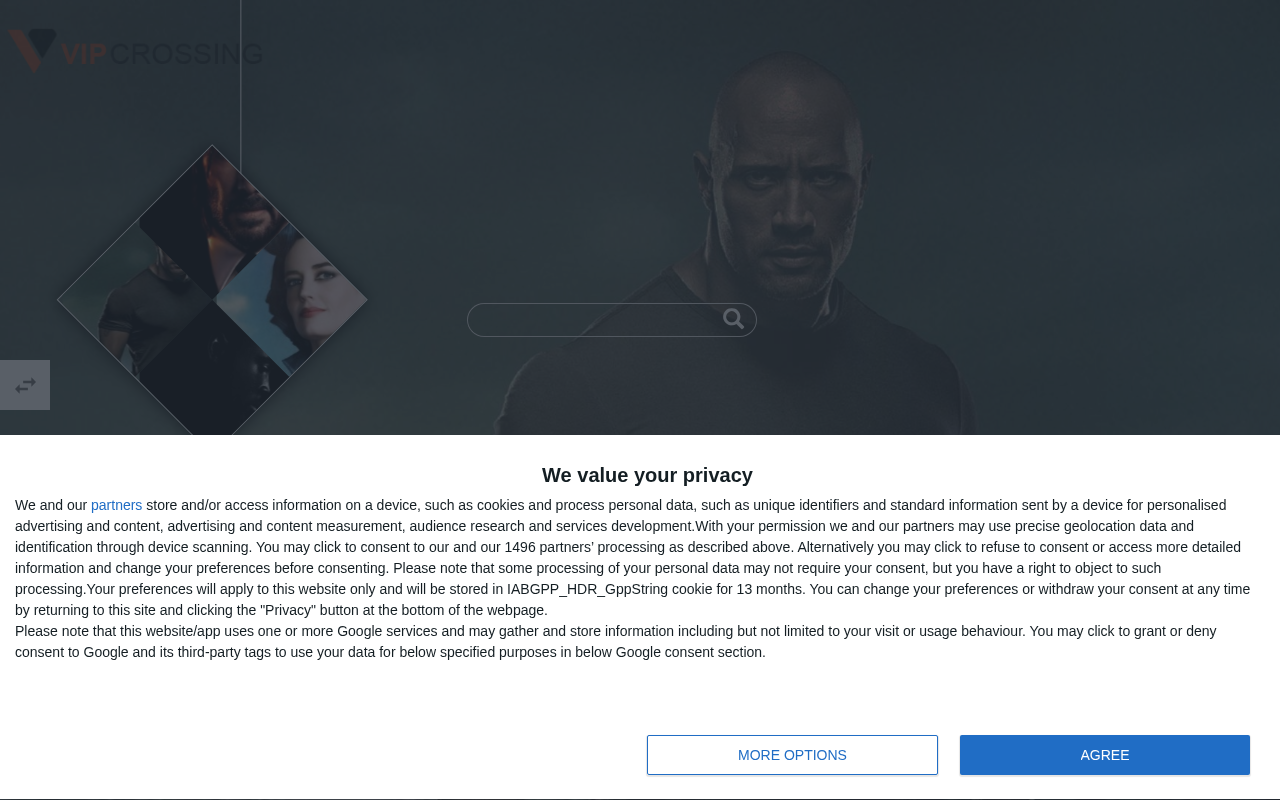 VIPCROSSING
We value your privacy
We and our partners store and/or access information on a device, such as cookies and process personal data, such as unique identifiers and standard information sent by a device for personalised
advertising and content, advertising and content measurement, audience research and services development.With your permission we and our partners may use precise geolocation data and
identification through device scanning. You may click to consent to our and our 1496 partners’ processing as described above. Alternatively you may click to refuse to consent or access more detailed
information and change your preferences before consenting. Please note that some processing of your personal data may not require your consent, but you have a right to object to such
processing.Your preferences will apply to this website only and will be stored in IABGPP_HDR_GppString cookie for 13 months. You can change your preferences or withdraw your consent at any time
by returning to this site and clicking the "Privacy" button at the bottom of the webpage.
Please note that this website/app uses one or more Google services and may gather and store information including but not limited to your visit or usage behaviour. You may click to grant or deny
consent to Google and its third-party tags to use your data for below specified purposes in below Google consent section.
MORE OPTIONS
AGREE